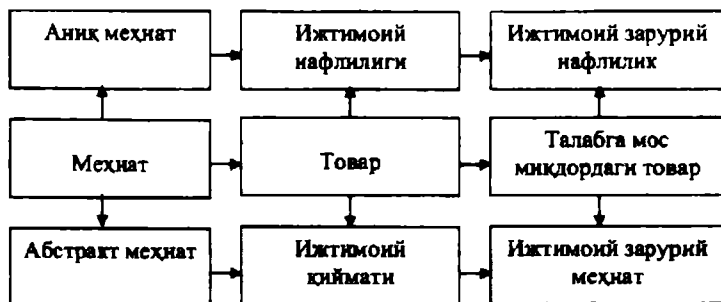 Аниқ меҳнат
Ижтимоий
нафлилиги
Ижтимоий зарурий
нафлилик
Меҳнат
Товар
Талабга мос
миқдордаги товар
Абстракт меҳнат
Ижтимоий
қиймати
Ижтимоий зарурий
меҳнат